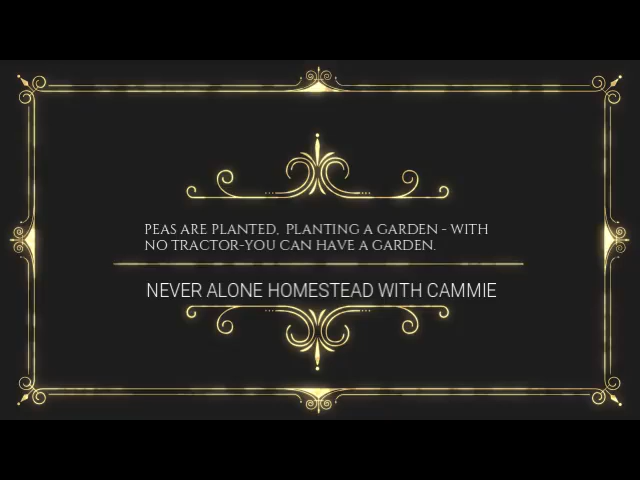 PEAS ARE PLANTED,  PLANTING A GARDEN - WITH
NO TRACTOR-YOU CAN HAVE A GARDEN.
NEVER ALONE HOMESTEAD WITH CAMMIE